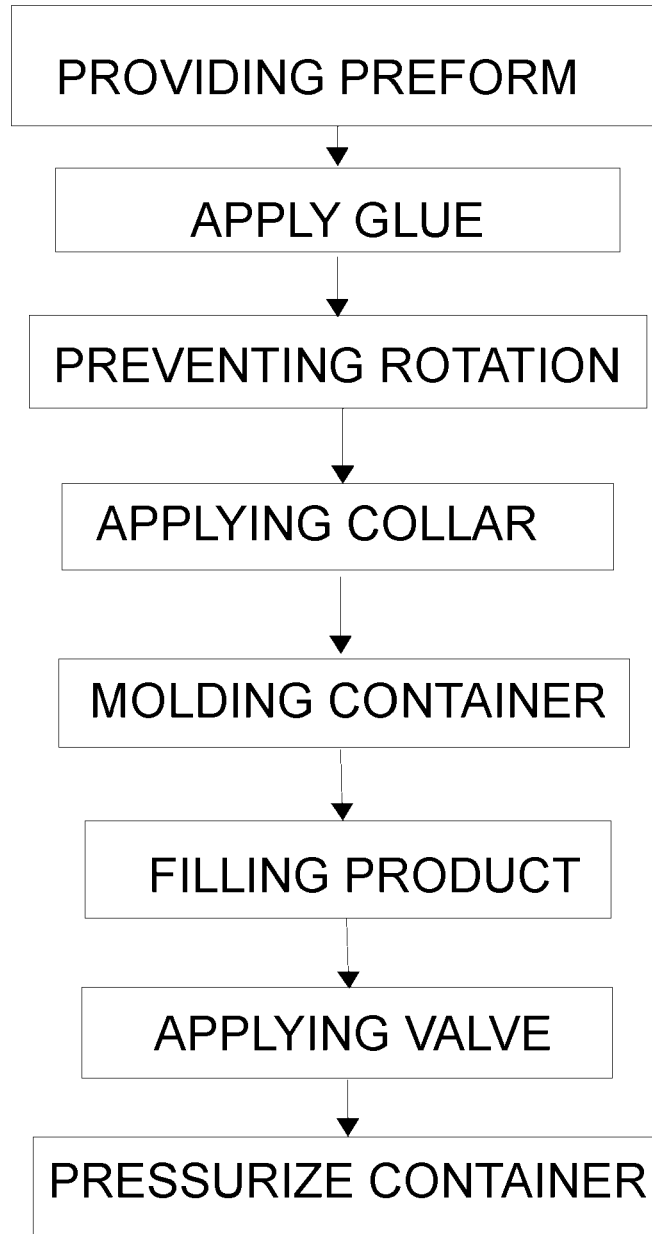 PROVIDING PREFORM
APPLY GLUE
PREVENTING ROTATION
APPLYING COLLAR
MOLDING CONTAINER
FILLING PRODUCT
APPLYING VALVE
PRESSURIZE CONTAINER